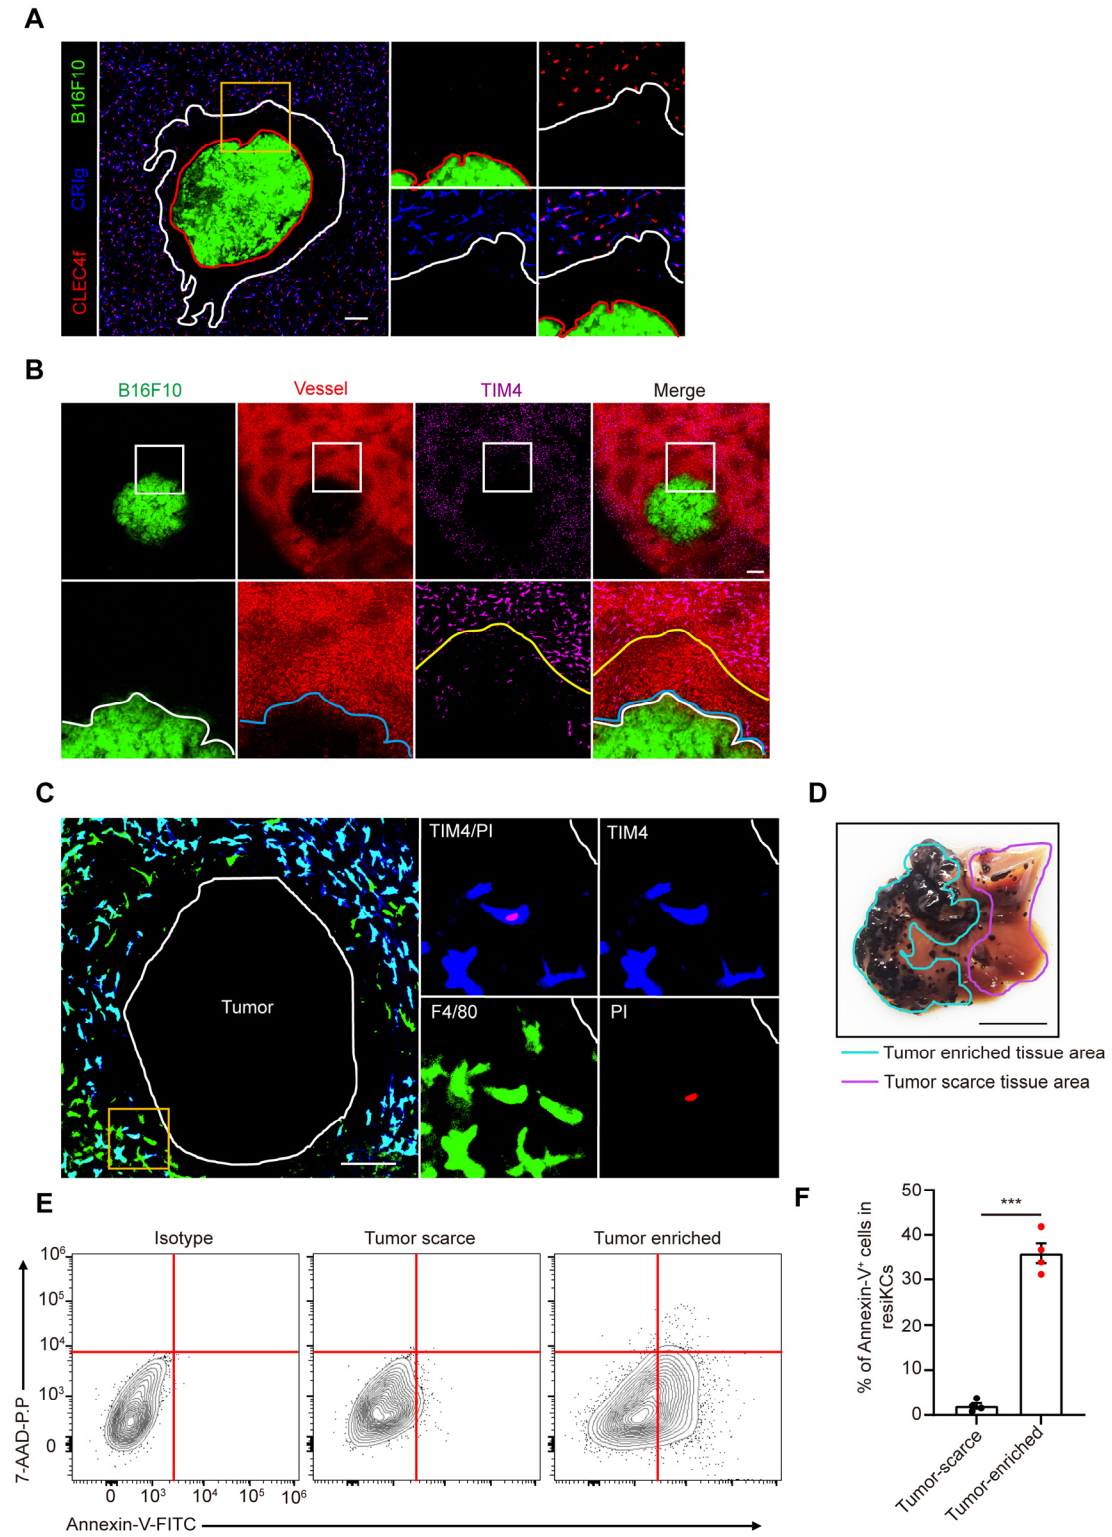 A
B16F10
CRIg
CLEC4f
B
B16F10 Vessel TIM4 Merge
C
TIM4/PI TIM4
Tumor
F4/80 PI
D
Tumor enriched tissue area
Tumor scarce tissue area
E
Isotype Tumor scarce Tumor enriched
10⁶
10⁵
10⁴
10³
0
7-AAD-P.P
0 10³ 10⁴ 10⁵ 10⁶
Annexin-V-FITC
F
% of Annexin-V⁺ cells in
resiKCs
50
40
30
20
10
0
***
Tumor-scarce
Tumor-enriched